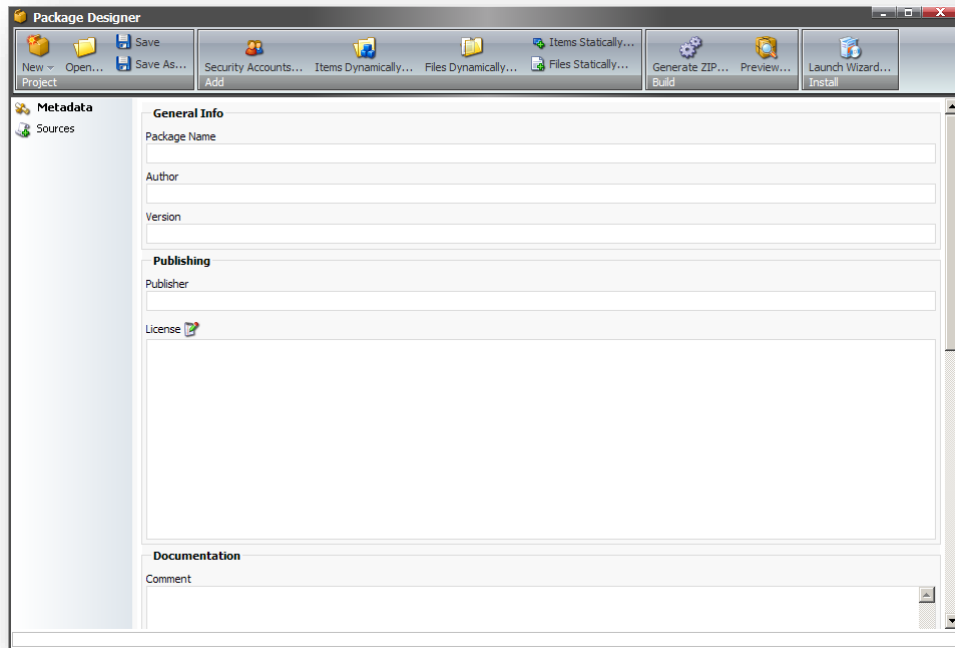 Package Designer
New
Open...
Save
Save As...
Project
Security Accounts...
Items Dynamically...
Files Dynamically...
Items Statically...
Files Statically...
Add
Generate ZIP...
Preview...
Build
Launch Wizard...
Install
Metadata
Sources
General Info
Package Name
Author
Version
Publishing
Publisher
License
Documentation
Comment